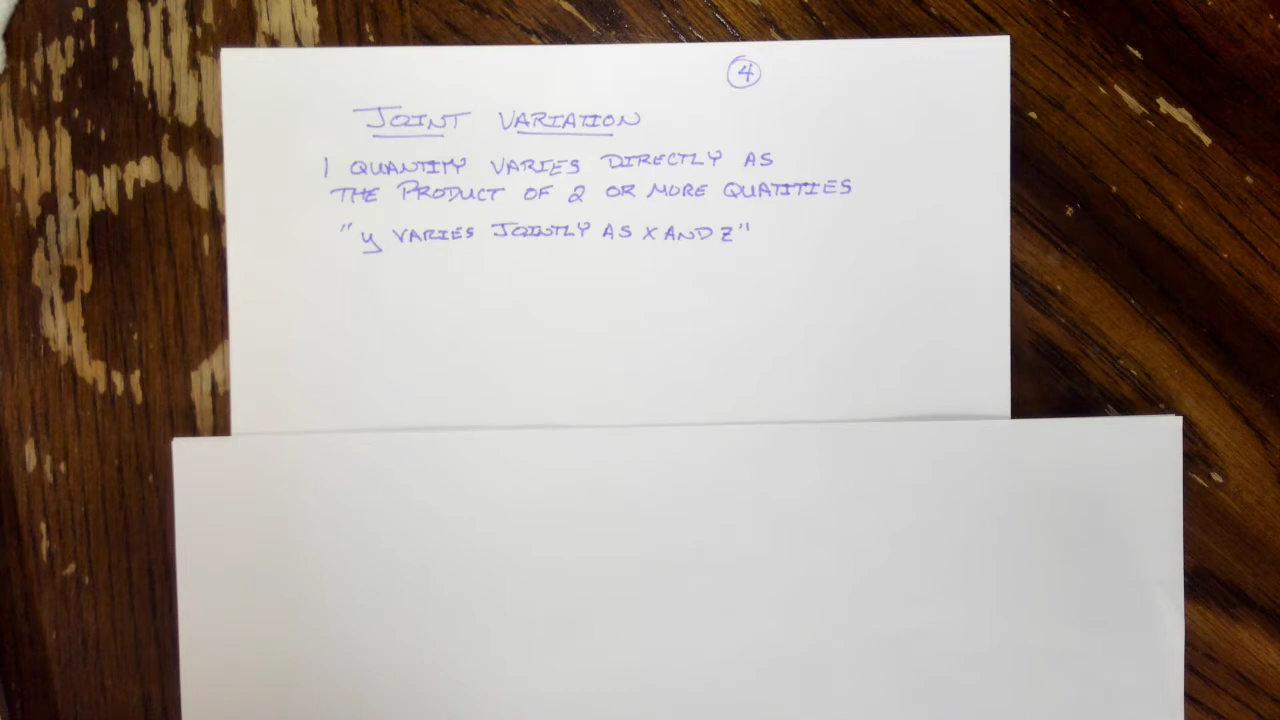 4
JOINT VARIATION
1 QUANTITY VARIES DIRECTLY AS
THE PRODUCT OF 2 OR MORE QUATITIES
"y VARIES JOINTLY AS X AND Z"